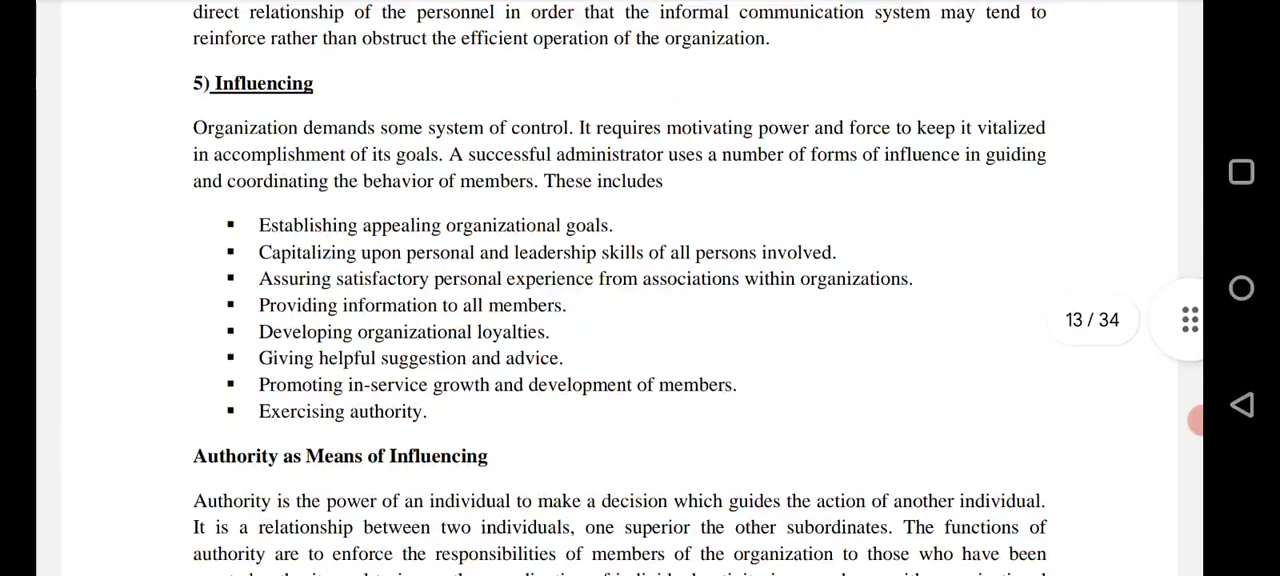 direct relationship of the personnel in order that the informal communication system may tend to
reinforce rather than obstruct the efficient operation of the organization.
5) Influencing
Organization demands some system of control. It requires motivating power and force to keep it vitalized
in accomplishment of its goals. A successful administrator uses a number of forms of influence in guiding
and coordinating the behavior of members. These includes
▪ Establishing appealing organizational goals.
▪ Capitalizing upon personal and leadership skills of all persons involved.
▪ Assuring satisfactory personal experience from associations within organizations.
▪ Providing information to all members.
13 / 34
▪ Developing organizational loyalties.
▪ Giving helpful suggestion and advice.
▪ Promoting in-service growth and development of members.
▪ Exercising authority.
Authority as Means of Influencing
Authority is the power of an individual to make a decision which guides the action of another individual.
It is a relationship between two individuals, one superior the other subordinates. The functions of
authority are to enforce the responsibilities of members of the organization to those who have been